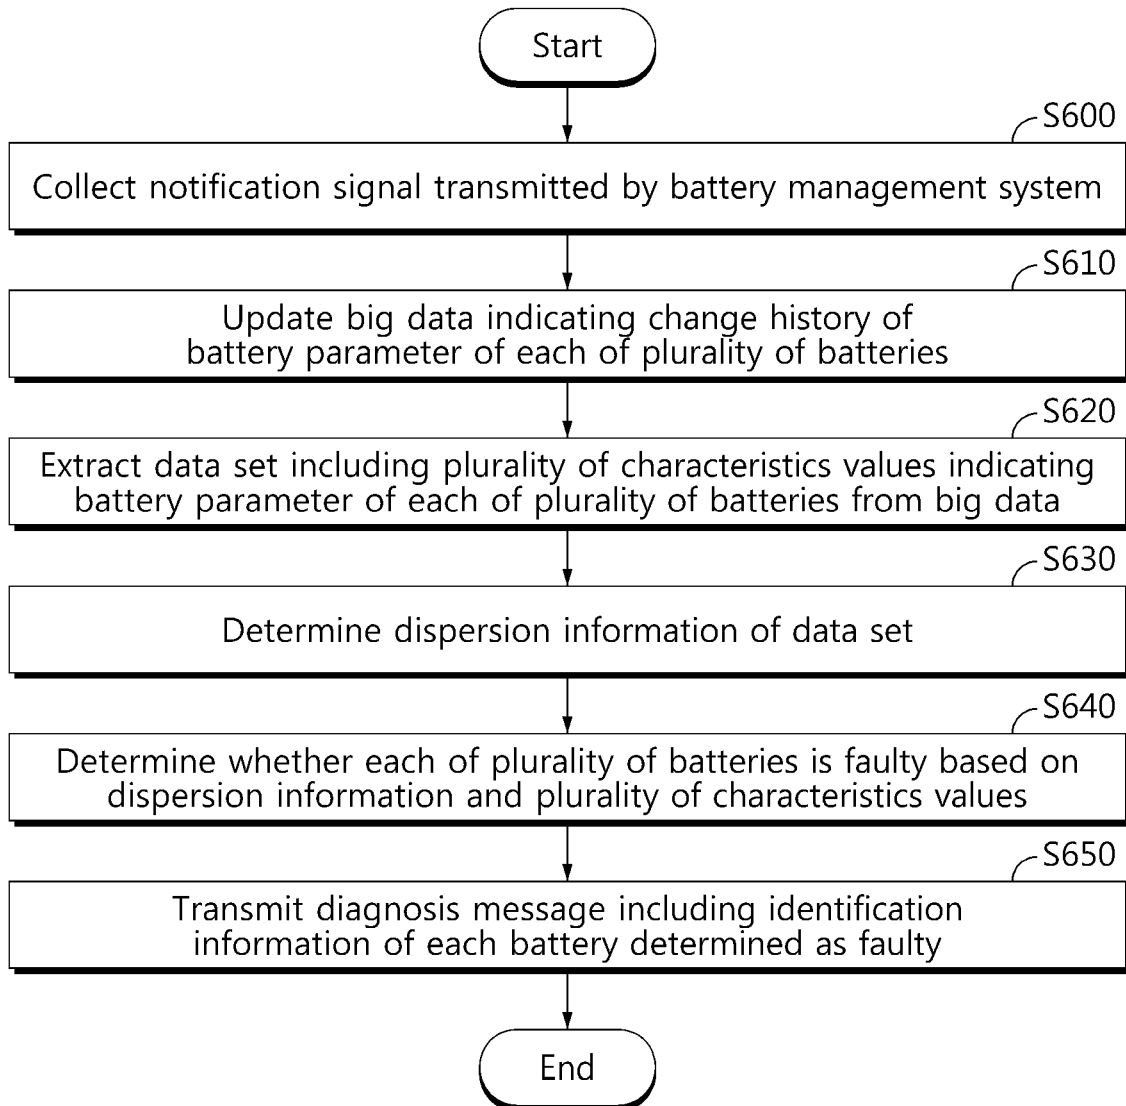 Start
S600
Collect notification signal transmitted by battery management system
S610
Update big data indicating change history of
battery parameter of each of plurality of batteries
S620
Extract data set including plurality of characteristics values indicating
battery parameter of each of plurality of batteries from big data
S630
Determine dispersion information of data set
S640
Determine whether each of plurality of batteries is faulty based on
dispersion information and plurality of characteristics values
S650
Transmit diagnosis message including identification
information of each battery determined as faulty
End